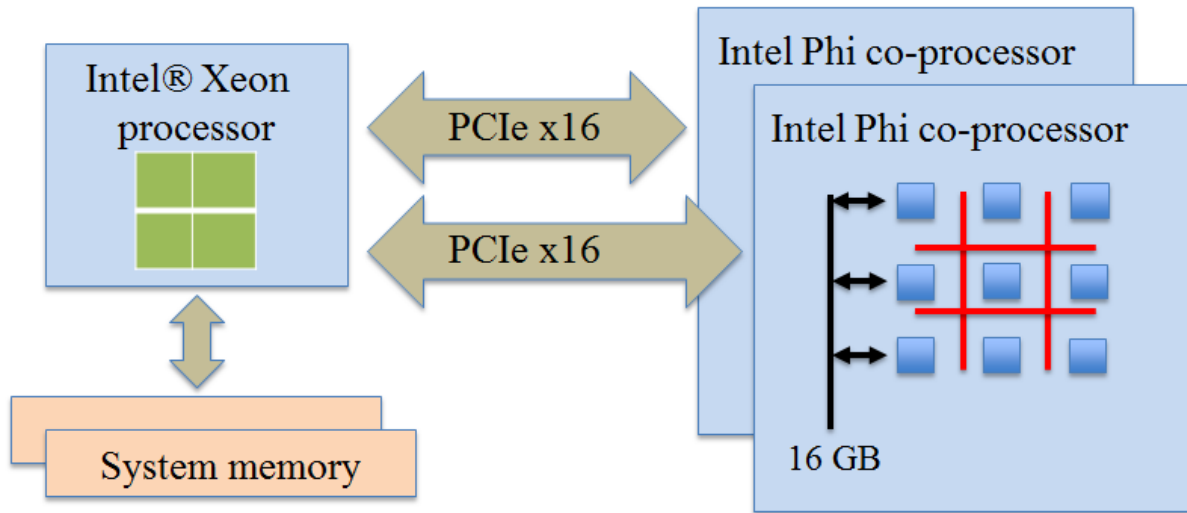 Intel® Xeon
processor
PCIe x16
PCIe x16
Intel Phi co-processor
Intel Phi co-processor
16 GB
System memory